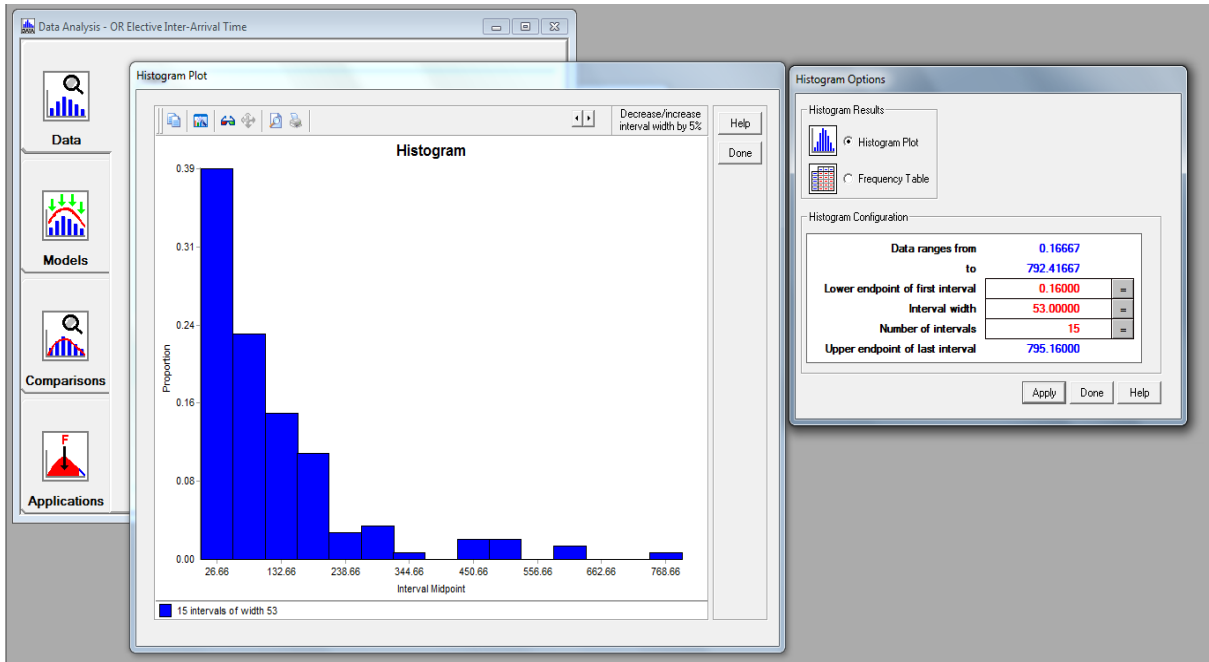 Data Analysis - OR Elective Inter-Arrival Time
DATA
Data
Models
Comparisons
F
Applications
Histogram Plot
Decrease/increase
interval width by 5%
Help
Done
Histogram
0.39
0.31
0.24
0.16
0.08
0.00
Proportion
26.66 132.66 238.66 344.66 450.66 556.66 662.66 768.66
Interval Midpoint
15 intervals of width 53
Histogram Options
Histogram Results
Histogram Plot
Frequency Table
Histogram Configuration
Data ranges from 0.16667
to 792.41667
Lower endpoint of first interval 0.16000 =
Interval width 53.00000 =
Number of intervals 15 =
Upper endpoint of last interval 795.16000
Apply Done Help